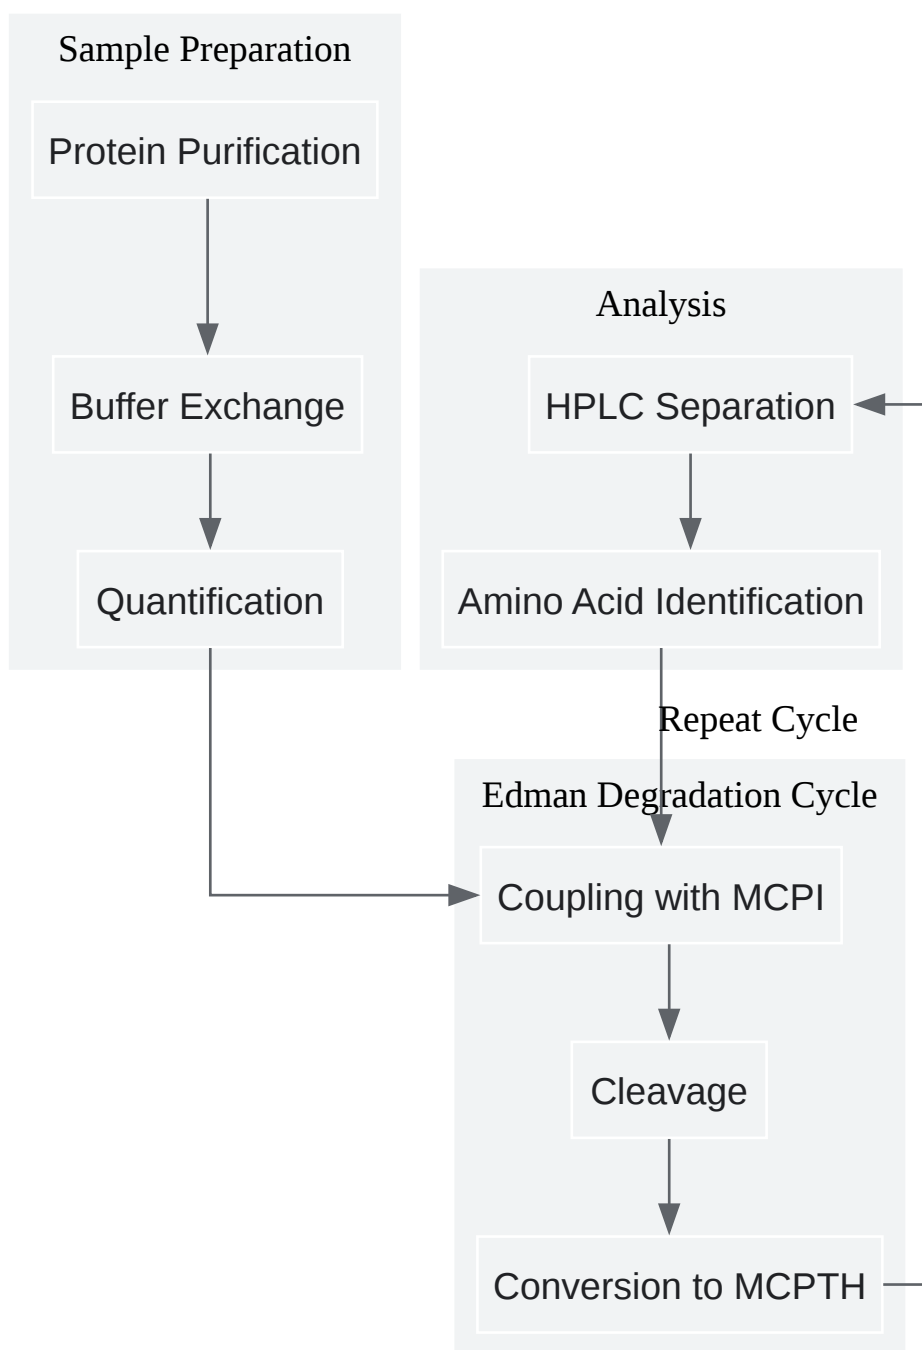 Sample Preparation
Protein Purification
Buffer Exchange
Quantification
Analysis
HPLC Separation
Amino Acid Identification
Repeat Cycle
Edman Degradation Cycle
Coupling with MCPI
Cleavage
Conversion to MCPTH